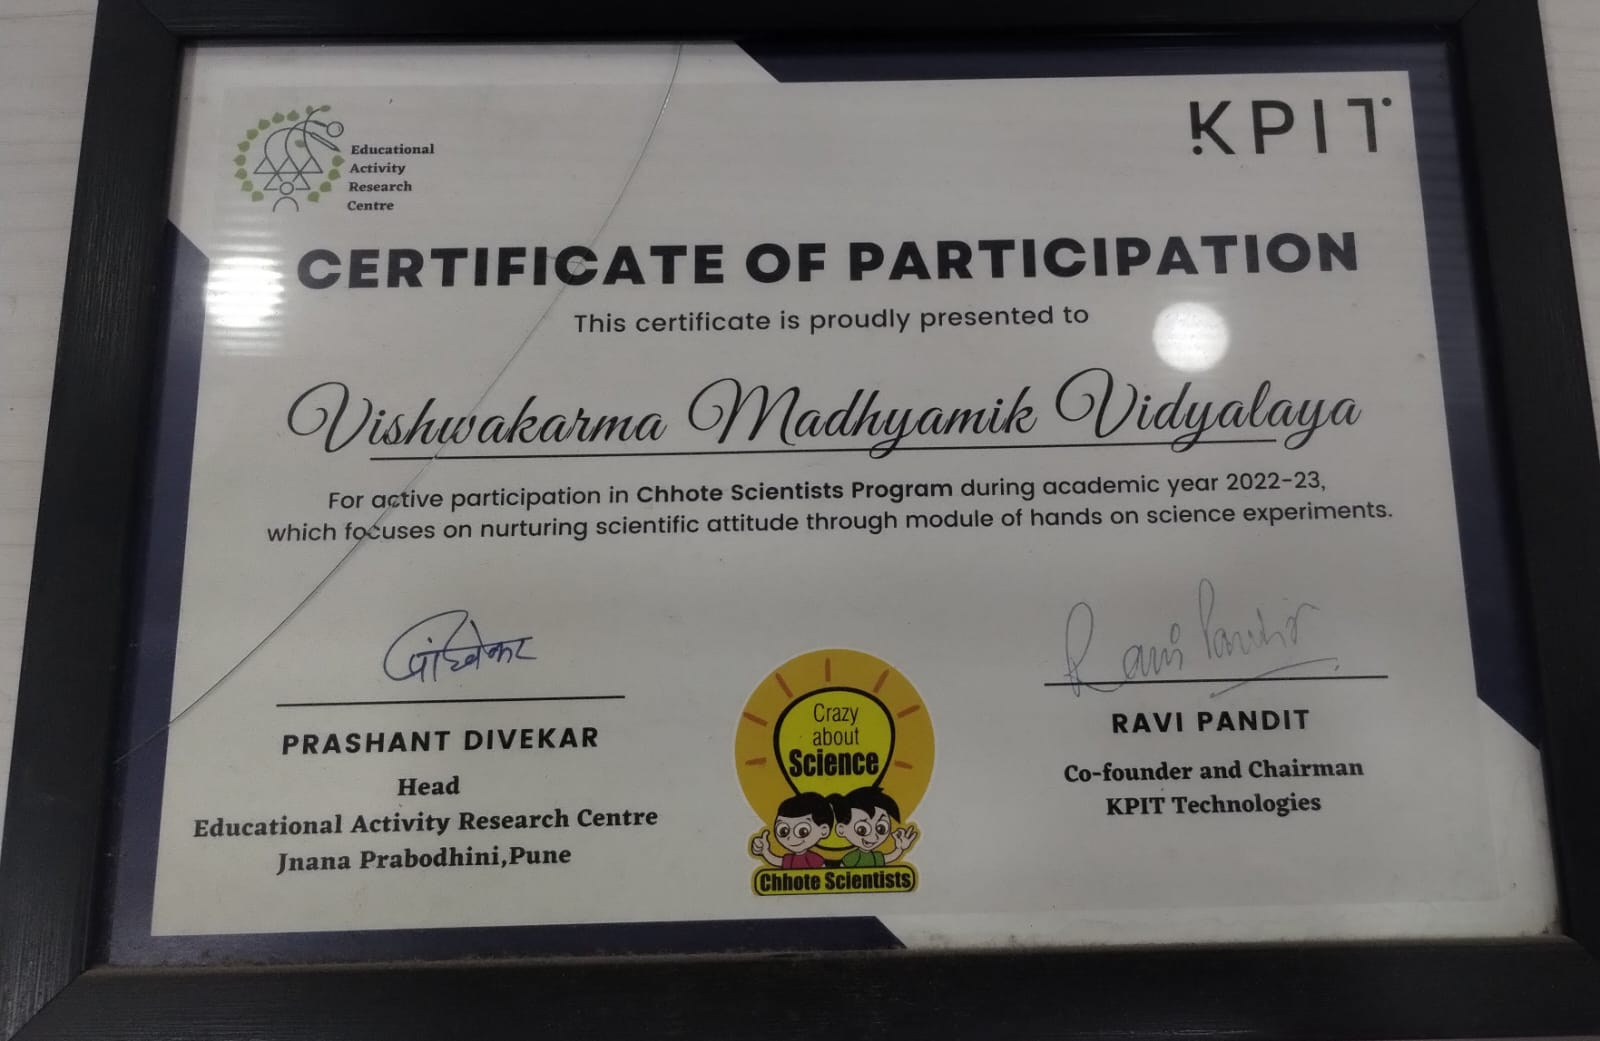 Educational
Activity
Research
Centre
KPIT
CERTIFICATE OF PARTICIPATION
This certificate is proudly presented to
Vishwakarma Madhyamik Vidyalaya
For active participation in Chhote Scientists Program during academic year 2022-23,
which focuses on nurturing scientific attitude through module of hands on science experiments.
Ravi Pandit
PRASHANT DIVEKAR
Head
Educational Activity Research Centre
Jnana Prabodhini,Pune
Crazy
about
Science
Chhote Scientists
RAVI PANDIT
Co-founder and Chairman
KPIT Technologies